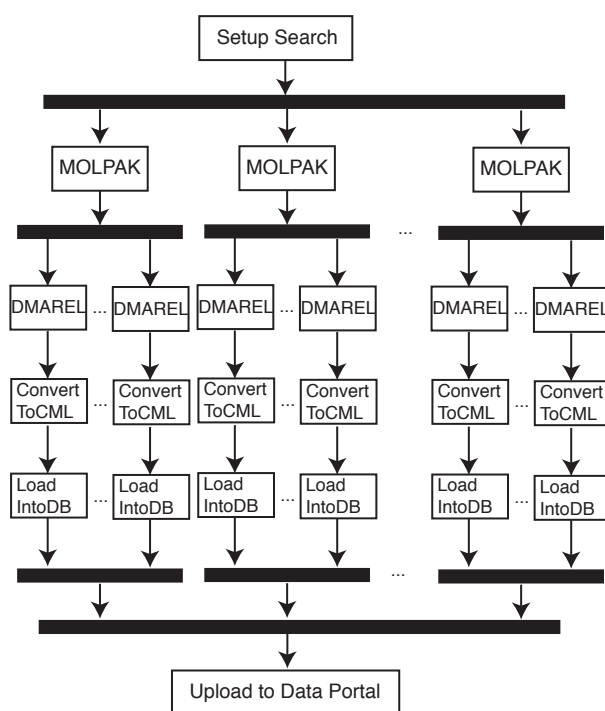 Setup Search
MOLPAK MOLPAK MOLPAK
...
DMAREL ... DMAREL DMAREL ... DMAREL DMAREL ... DMAREL
Convert ToCML ... Convert ToCML Convert ToCML ... Convert ToCML Convert ToCML ... Convert ToCML
Load IntoDB ... Load IntoDB Load IntoDB ... Load IntoDB Load IntoDB ... Load IntoDB
...
Upload to Data Portal